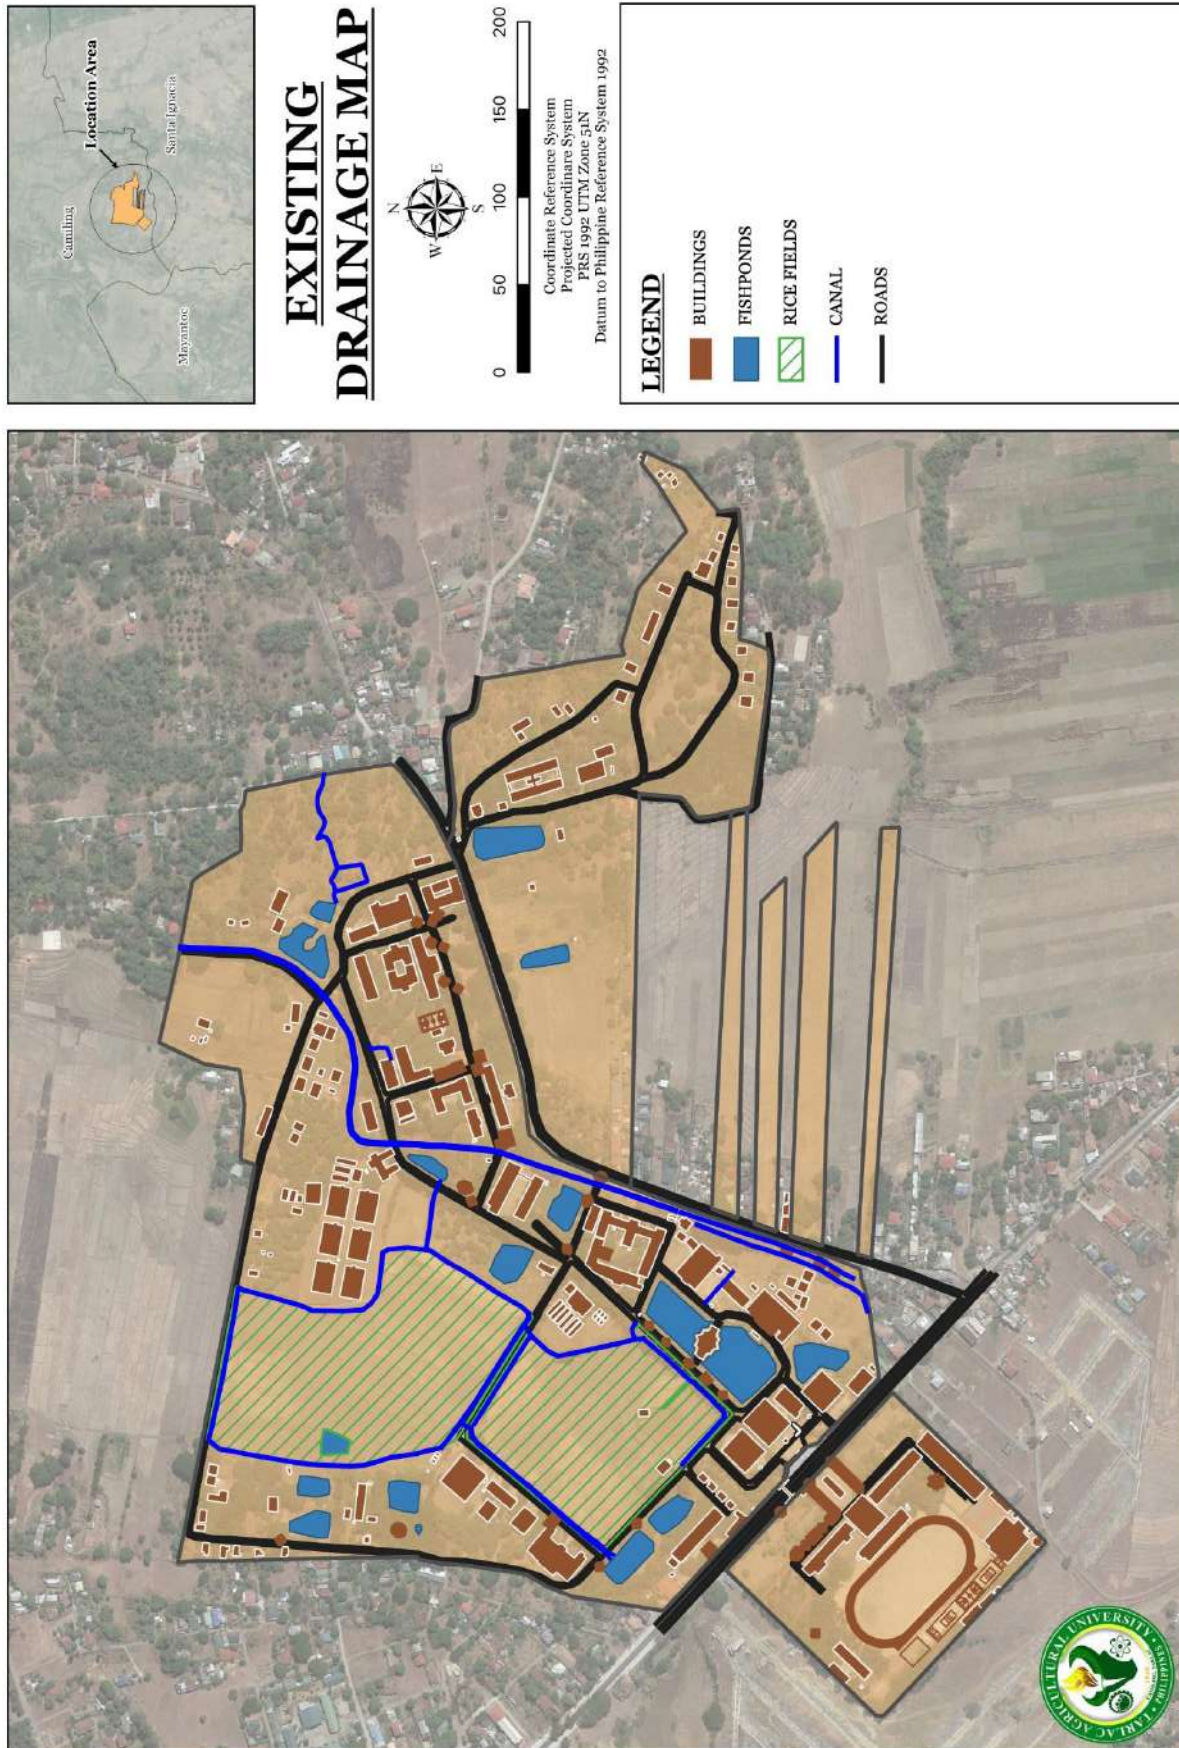 EXISTING
DRAINAGE MAP
Location Area
Camiling
Santa Ignacia
Mayantoc
N
E
W
S
0 50 100 150 200
Coordinate Reference System
Projected Coordinare System
PRS 1992 UTM Zone 51N
Datum to Philippine Reference System 1992
LEGEND
BUILDINGS
FISHPONDS
RICE FIELDS
CANAL
ROADS
TARLAC AGRICULTURAL UNIVERSITY • PHILIPPINES •